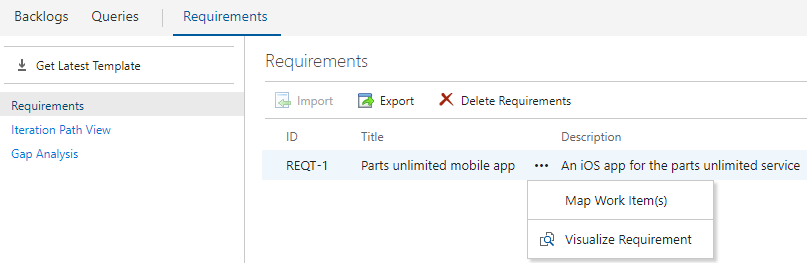 Backlogs Queries Requirements
Get Latest Template
Requirements
Iteration Path View
Gap Analysis
Requirements
Import Export Delete Requirements
ID Title Description
REQT-1 Parts unlimited mobile app ••• An iOS app for the parts unlimited service
Map Work Item(s)
Visualize Requirement